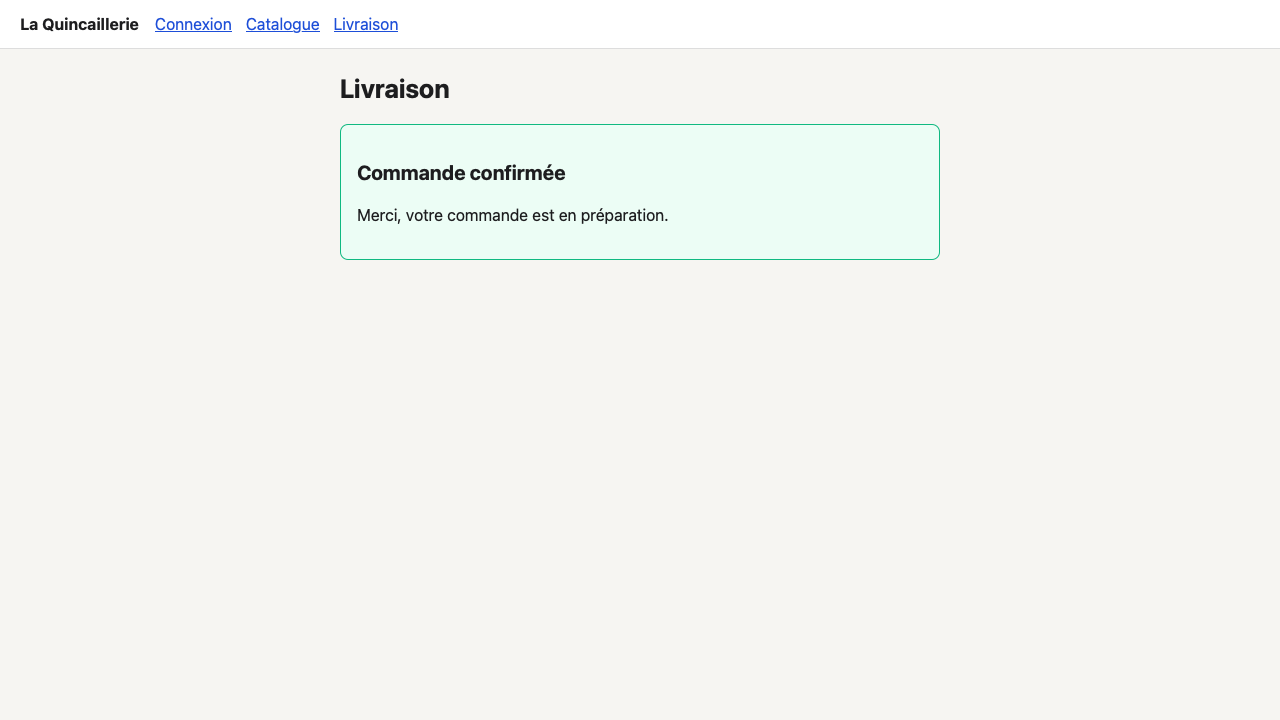 La Quincaillerie Connexion Catalogue Livraison
Livraison
Commande confirmée
Merci, votre commande est en préparation.